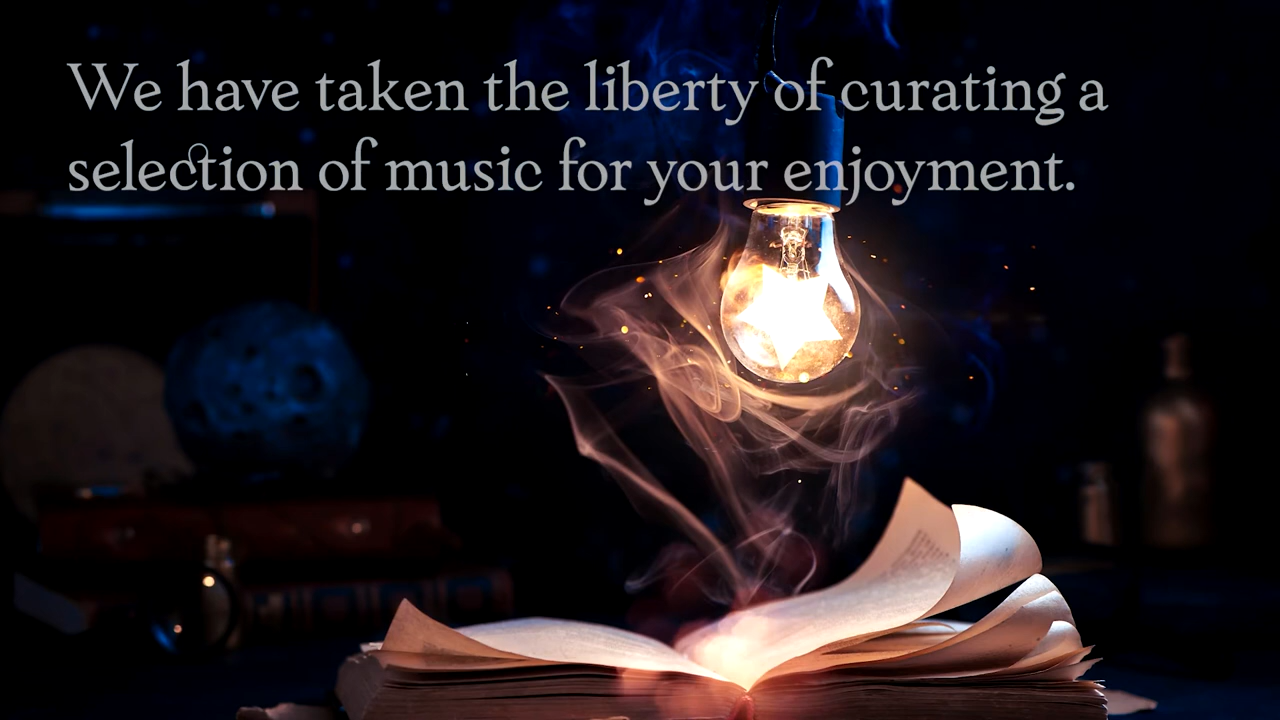 We have taken the liberty of curating a
selection of music for your enjoyment.